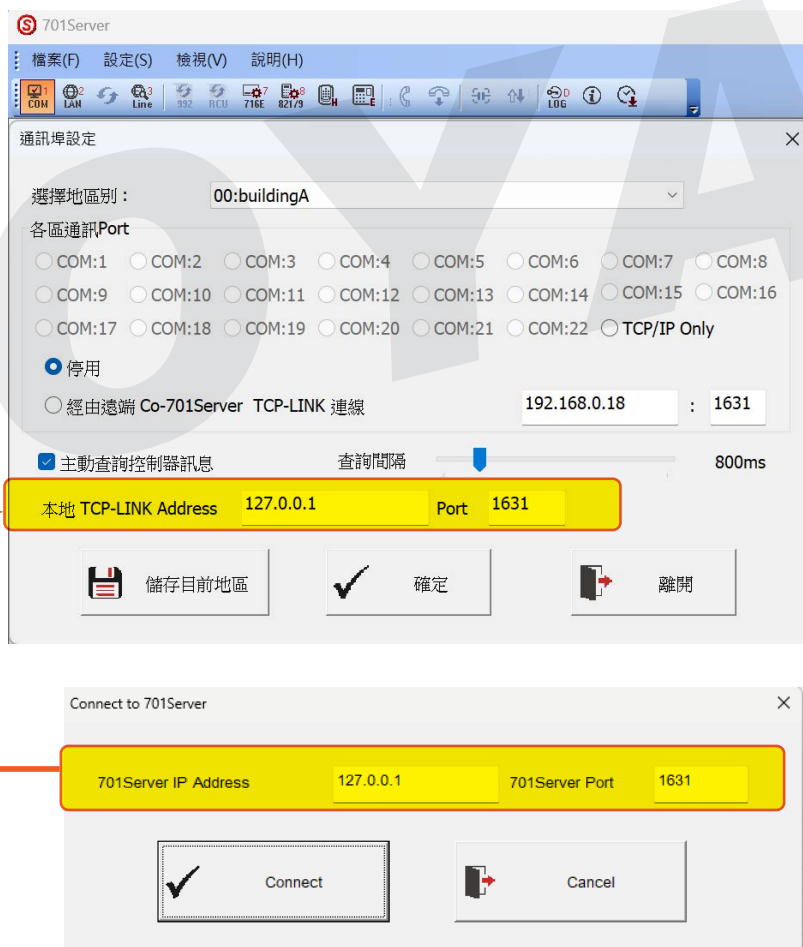 701Server
檔案(F) 設定(S) 檢視(V) 說明(H)
1 COM 2 LAN 3 Line 992 RCU 7 716E 8 821/9 H E D LOG
通訊埠設定
選擇地區別： 00:buildingA
各區通訊Port
COM:1 COM:2 COM:3 COM:4 COM:5 COM:6 COM:7 COM:8
COM:9 COM:10 COM:11 COM:12 COM:13 COM:14 COM:15 COM:16
COM:17 COM:18 COM:19 COM:20 COM:21 COM:22 TCP/IP Only
停用
經由遠端 Co-701Server TCP-LINK 連線 192.168.0.18 : 1631
主動查詢控制器訊息 查詢間隔 800ms
本地 TCP-LINK Address 127.0.0.1 Port 1631
儲存目前地區 確定 離開
Connect to 701Server
701Server IP Address 127.0.0.1 701Server Port 1631
Connect Cancel
OYA